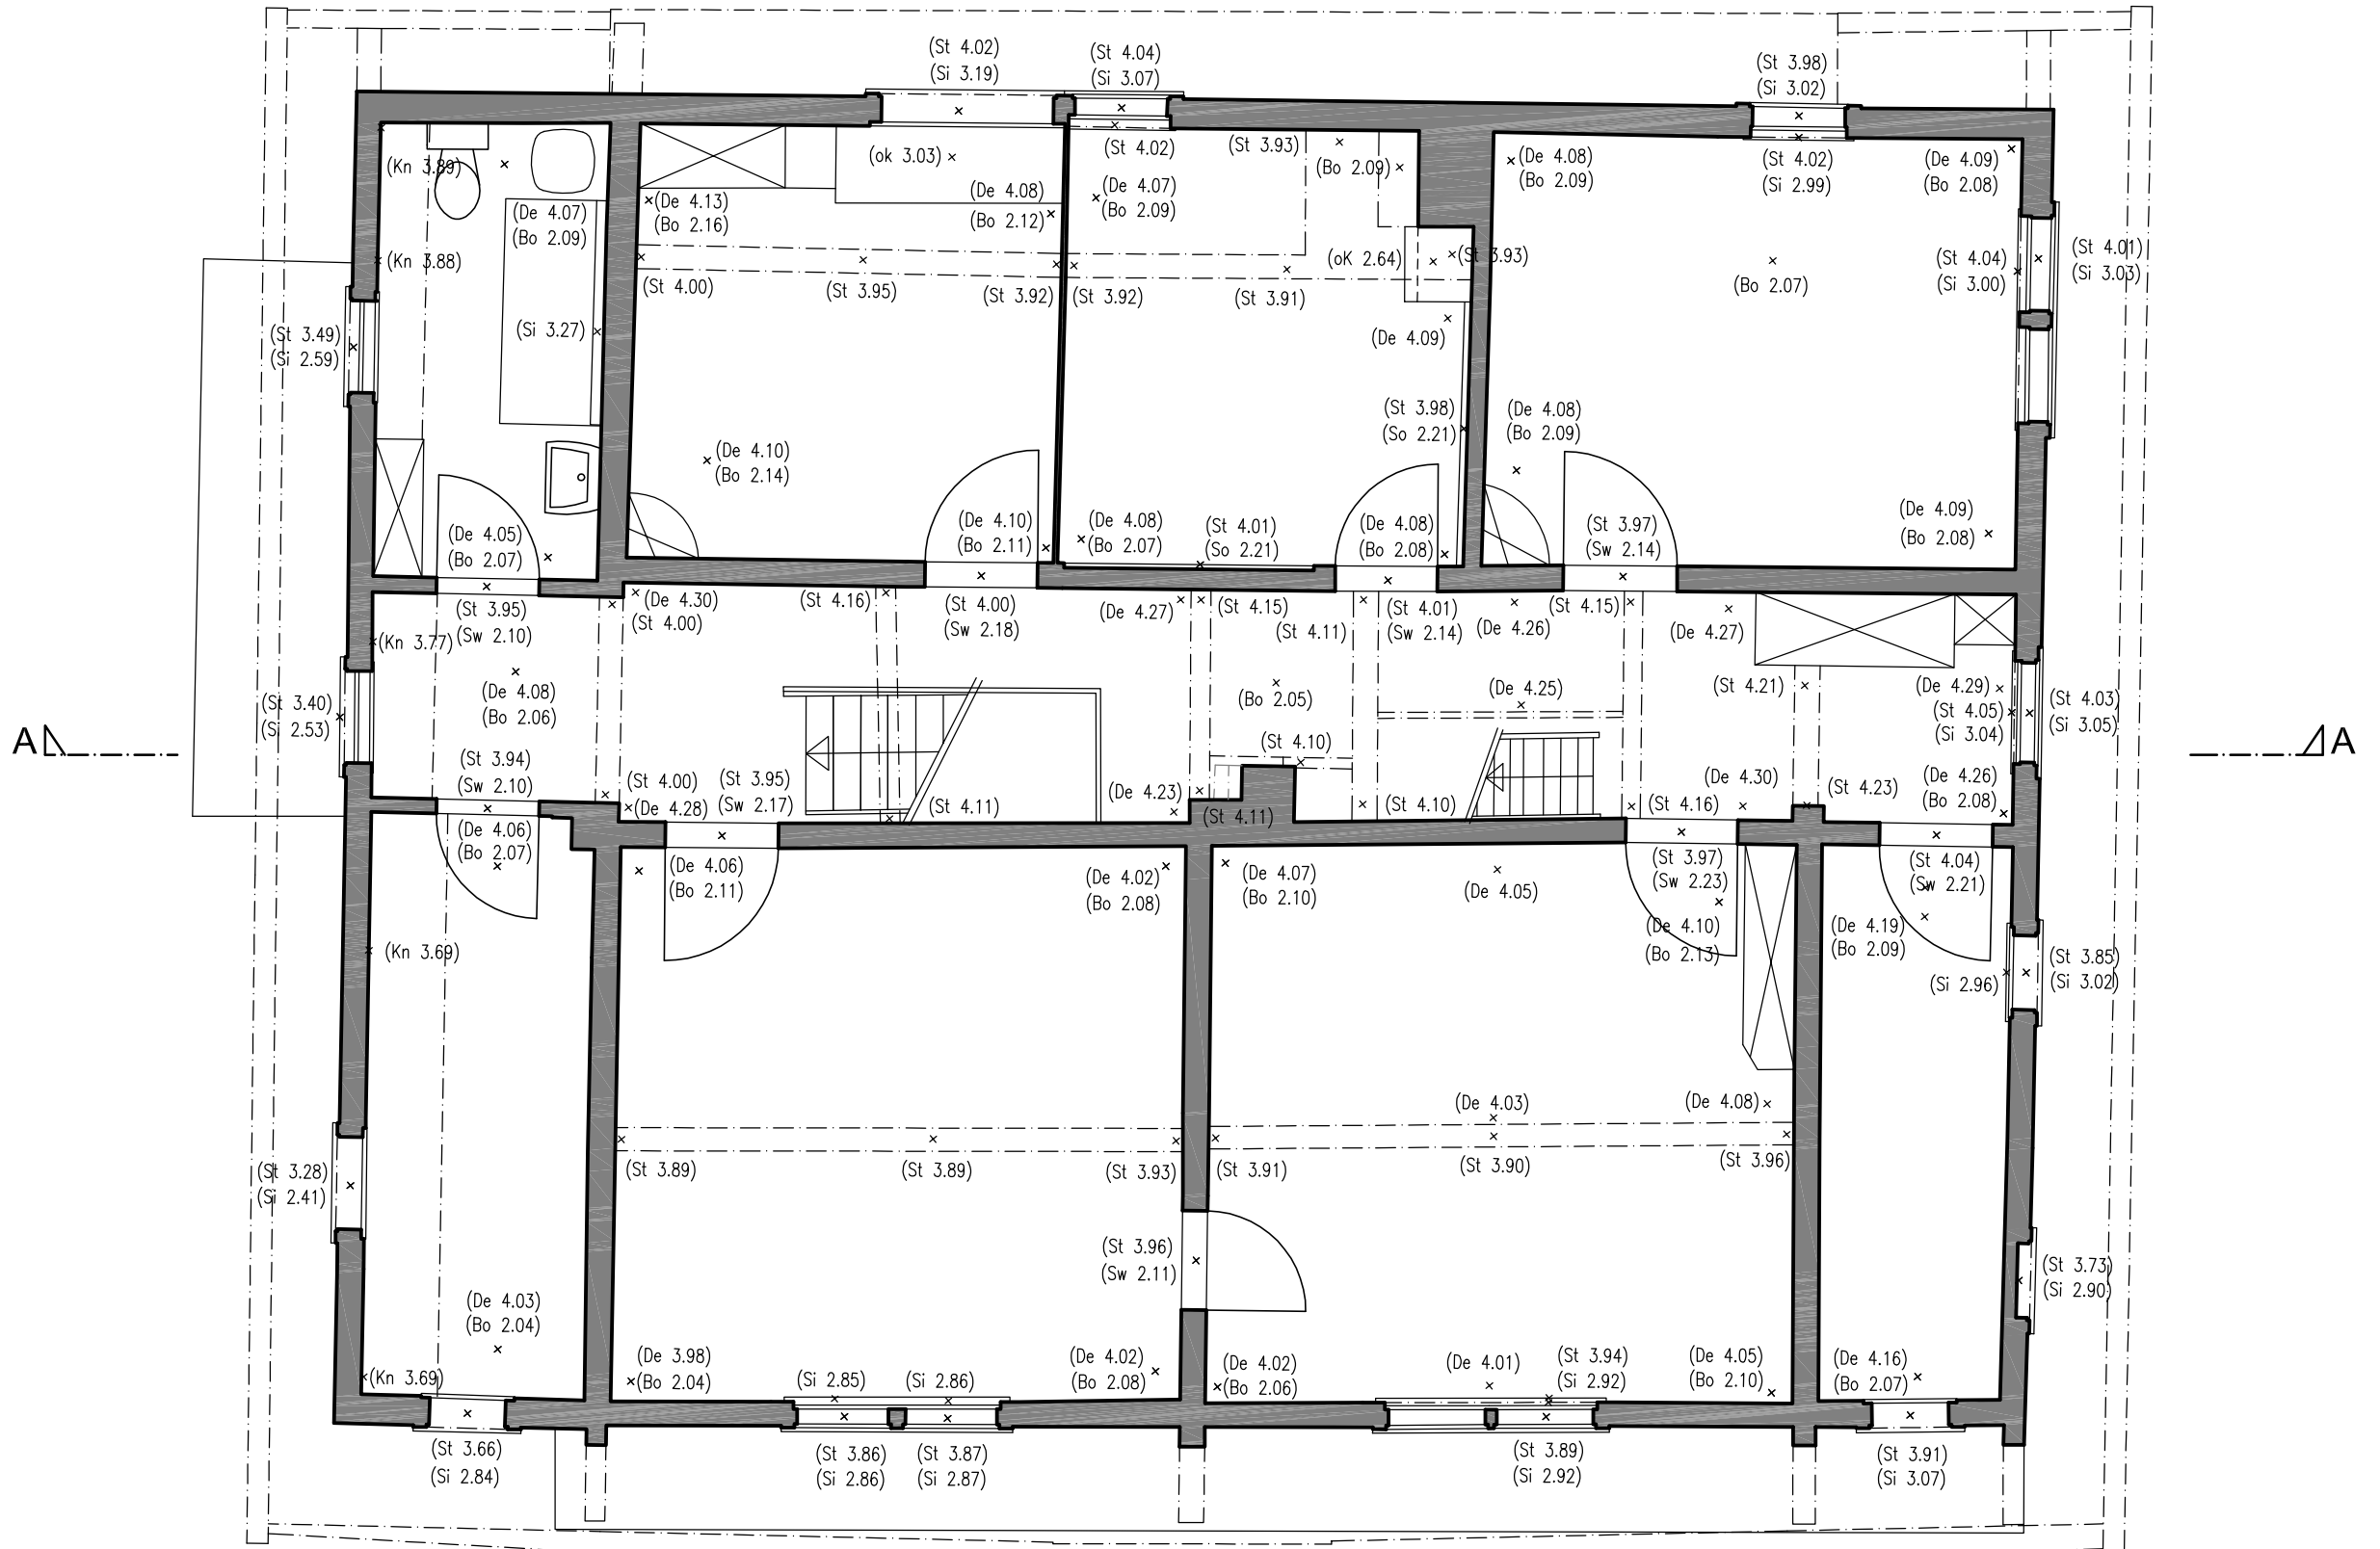 (St 4.02)
(Si 3.19)
(St 4.04)
(Si 3.07)
(St 3.98)
(Si 3.02)
(Kn 3.89)
(ok 3.03)
(St 4.02)
(St 3.93)
(Bo 2.09)
(De 4.08)
(Bo 2.09)
(St 4.02)
(Si 2.99)
(De 4.09)
(Bo 2.08)
(De 4.07)
(Bo 2.09)
(De 4.13)
(Bo 2.16)
(De 4.08)
(Bo 2.12)
(De 4.07)
(Bo 2.09)
(Kn 3.88)
(St 4.00)
(St 3.95)
(St 3.92)
(St 3.92)
(St 3.91)
(oK 2.64)
(St 3.93)
(Bo 2.07)
(St 4.04)
(Si 3.00)
(St 4.01)
(Si 3.03)
(St 3.49)
(Si 2.59)
(Si 3.27)
(De 4.09)
(De 4.10)
(Bo 2.14)
(St 3.98)
(So 2.21)
(De 4.08)
(Bo 2.09)
(De 4.05)
(Bo 2.07)
(De 4.10)
(Bo 2.11)
(De 4.08)
(Bo 2.07)
(St 4.01)
(So 2.21)
(De 4.08)
(Bo 2.08)
(St 3.97)
(Sw 2.14)
(De 4.09)
(Bo 2.08)
(St 3.95)
(Sw 2.10)
(De 4.30)
(St 4.00)
(St 4.16)
(St 4.00)
(Sw 2.18)
(De 4.27)
(St 4.15)
(St 4.11)
(St 4.01)
(Sw 2.14)
(De 4.26)
(St 4.15)
(De 4.27)
(Kn 3.77)
(De 4.08)
(Bo 2.06)
(St 3.40)
(Si 2.53)
(Bo 2.05)
(De 4.25)
(St 4.21)
(De 4.29)
(St 4.05)
(Si 3.04)
(St 4.03)
(Si 3.05)
A
A
(St 3.94)
(Sw 2.10)
(St 4.00)
(De 4.28)
(St 3.95)
(Sw 2.17)
(St 4.11)
(De 4.23)
(St 4.10)
(St 4.11)
(St 4.10)
(St 4.16)
(De 4.30)
(St 4.23)
(De 4.26)
(Bo 2.08)
(De 4.06)
(Bo 2.07)
(De 4.06)
(Bo 2.11)
(De 4.02)
(Bo 2.08)
(De 4.07)
(Bo 2.10)
(De 4.05)
(St 3.97)
(Sw 2.23)
(De 4.10)
(Bo 2.13)
(St 4.04)
(Sw 2.21)
(De 4.19)
(Bo 2.09)
(Kn 3.69)
(Si 2.96)
(St 3.85)
(Si 3.02)
(De 4.03)
(De 4.08)
(St 3.28)
(Si 2.41)
(St 3.89)
(St 3.89)
(St 3.93)
(St 3.91)
(St 3.90)
(St 3.96)
(St 3.96)
(Sw 2.11)
(St 3.73)
(Si 2.90)
(De 4.03)
(Bo 2.04)
(Kn 3.69)
(De 3.98)
(Bo 2.04)
(Si 2.85)
(Si 2.86)
(De 4.02)
(Bo 2.08)
(De 4.02)
(Bo 2.06)
(De 4.01)
(St 3.94)
(Si 2.92)
(De 4.05)
(Bo 2.10)
(De 4.16)
(Bo 2.07)
(St 3.66)
(Si 2.84)
(St 3.86)
(Si 2.86)
(St 3.87)
(Si 2.87)
(St 3.89)
(Si 2.92)
(St 3.91)
(Si 3.07)